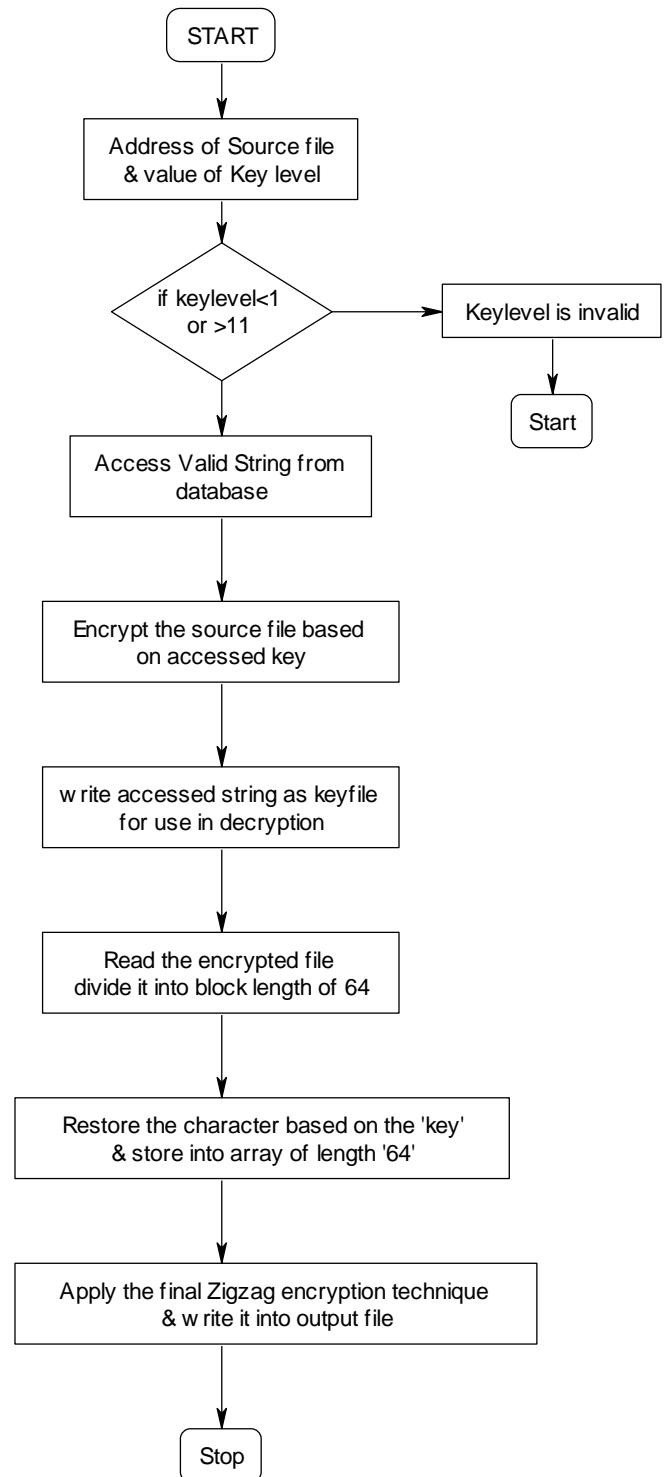 START
Address of Source file
& value of Key level
if keylevel<1
or >11
Keylevel is invalid
Start
Access Valid String from
database
Encrypt the source file based
on accessed key
write accessed string as keyfile
for use in decryption
Read the encrypted file
divide it into block length of 64
Restore the character based on the 'key'
& store into array of length '64'
Apply the final Zigzag encryption technique
& write it into output file
Stop